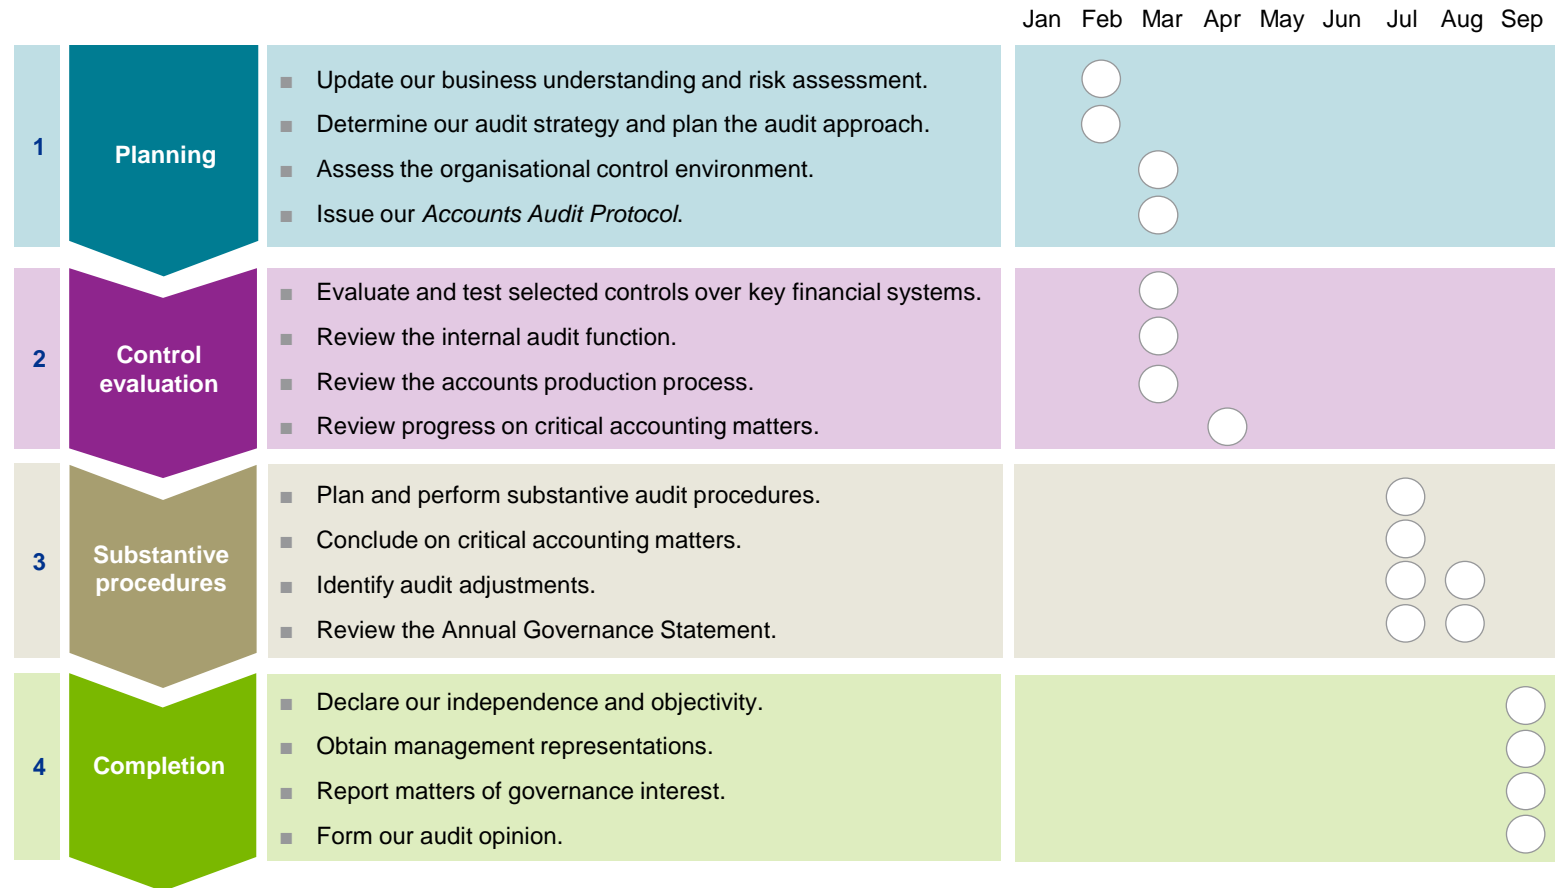 Jan Feb Mar Apr May Jun Jul Aug Sep
1
Planning
Update our business understanding and risk assessment.
Determine our audit strategy and plan the audit approach.
Assess the organisational control environment.
Issue our Accounts Audit Protocol.
2
Control
evaluation
Evaluate and test selected controls over key financial systems.
Review the internal audit function.
Review the accounts production process.
Review progress on critical accounting matters.
3
Substantive
procedures
Plan and perform substantive audit procedures.
Conclude on critical accounting matters.
Identify audit adjustments.
Review the Annual Governance Statement.
4
Completion
Declare our independence and objectivity.
Obtain management representations.
Report matters of governance interest.
Form our audit opinion.